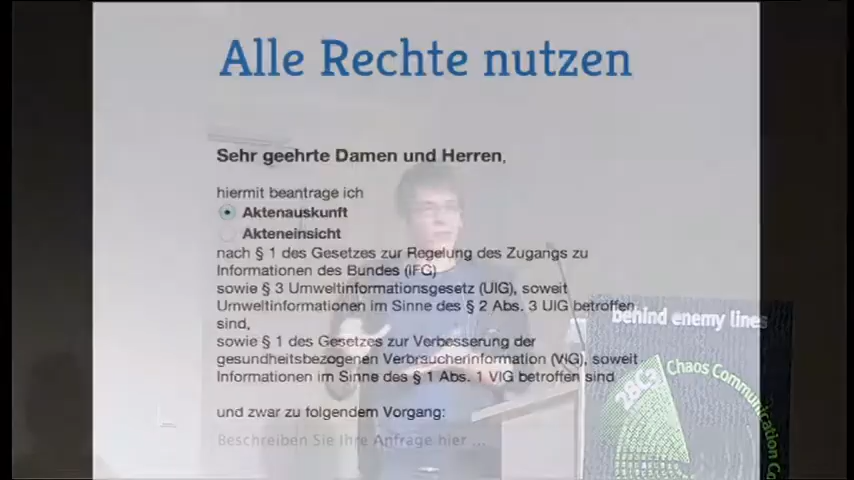 Alle Rechte nutzen
Sehr geehrte Damen und Herren,
hiermit beantrage ich
Aktenauskunft
Akteneinsicht
nach § 1 des Gesetzes zur Regelung des Zugangs zu
Informationen des Bundes (IFG)
sowie § 3 Umweltinformationsgesetz (UIG), soweit
Umweltinformationen im Sinne des § 2 Abs. 3 UIG betroffen
sind,
sowie § 1 des Gesetzes zur Verbesserung der
gesundheitsbezogenen Verbraucherinformation (VIG), soweit
Informationen im Sinne des § 1 Abs. 1 VIG betroffen sind
und zwar zu folgendem Vorgang:
Beschreiben Sie Ihre Anfrage hier ...
behind enemy lines
28C3
Chaos Communication Co